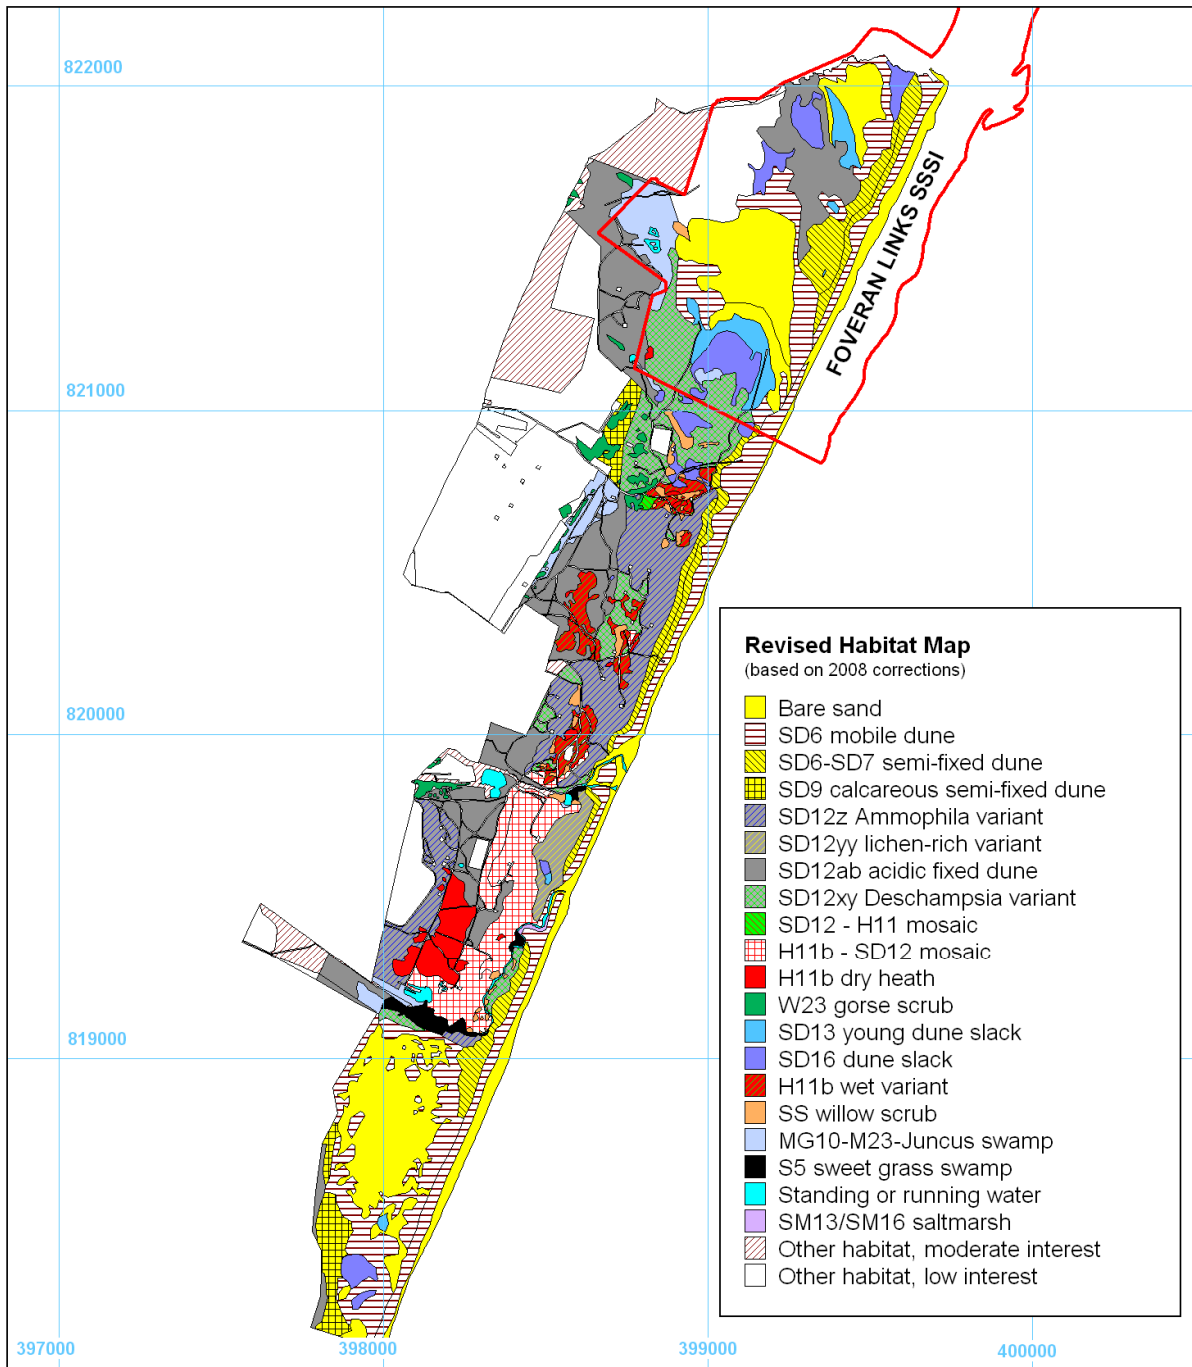 822000
FOVERAN LINKS SSSI
821000
820000
819000
397000
398000
399000
400000
Revised Habitat Map
(based on 2008 corrections)
Bare sand
SD6 mobile dune
SD6-SD7 semi-fixed dune
SD9 calcareous semi-fixed dune
SD12z Ammophila variant
SD12yy lichen-rich variant
SD12ab acidic fixed dune
SD12xy Deschampsia variant
SD12 - H11 mosaic
H11b - SD12 mosaic
H11b dry heath
W23 gorse scrub
SD13 young dune slack
SD16 dune slack
H11b wet variant
SS willow scrub
MG10-M23-Juncus swamp
S5 sweet grass swamp
Standing or running water
SM13/SM16 saltmarsh
Other habitat, moderate interest
Other habitat, low interest